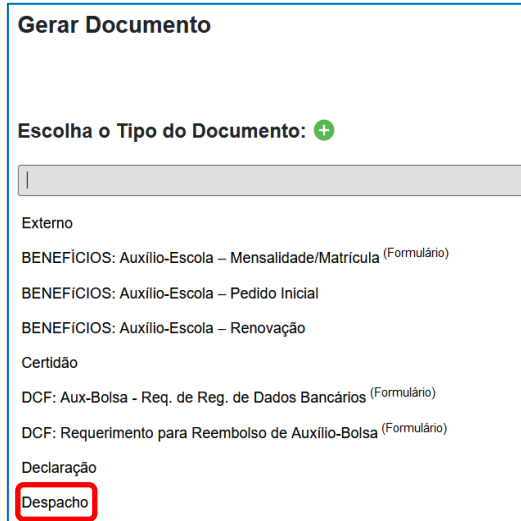 Gerar Documento
Escolha o Tipo do Documento:
Externo
BENEFÍCIOS: Auxílio-Escola – Mensalidade/Matrícula (Formulário)
BENEFíCIOS: Auxílio-Escola – Pedido Inicial
BENEFíCIOS: Auxílio-Escola – Renovação
Certidão
DCF: Aux-Bolsa - Req. de Reg. de Dados Bancários (Formulário)
DCF: Requerimento para Reembolso de Auxílio-Bolsa (Formulário)
Declaração
Despacho